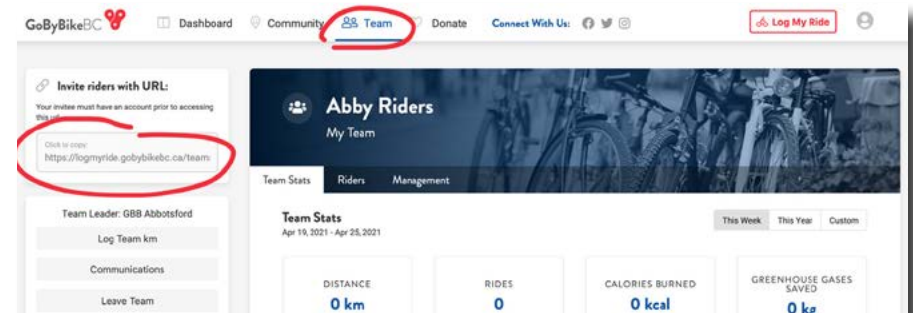 GoByBikeBC
Dashboard
Community
Team
Donate
Connect With Us:
Log My Ride
Invite riders with URL:
Your invitee must have an account prior to accessing
this url
Click to copy:
https://logmyride.gobybikebc.ca/team
Team Leader: GBB Abbotsford
Log Team km
Communications
Leave Team
Abby Riders
My Team
Team Stats
Riders
Management
Team Stats
Apr 19, 2021 - Apr 25, 2021
This Week
This Year
Custom
DISTANCE
0 km
RIDES
0
CALORIES BURNED
0 kcal
GREENHOUSE GASES
SAVED
0 kg